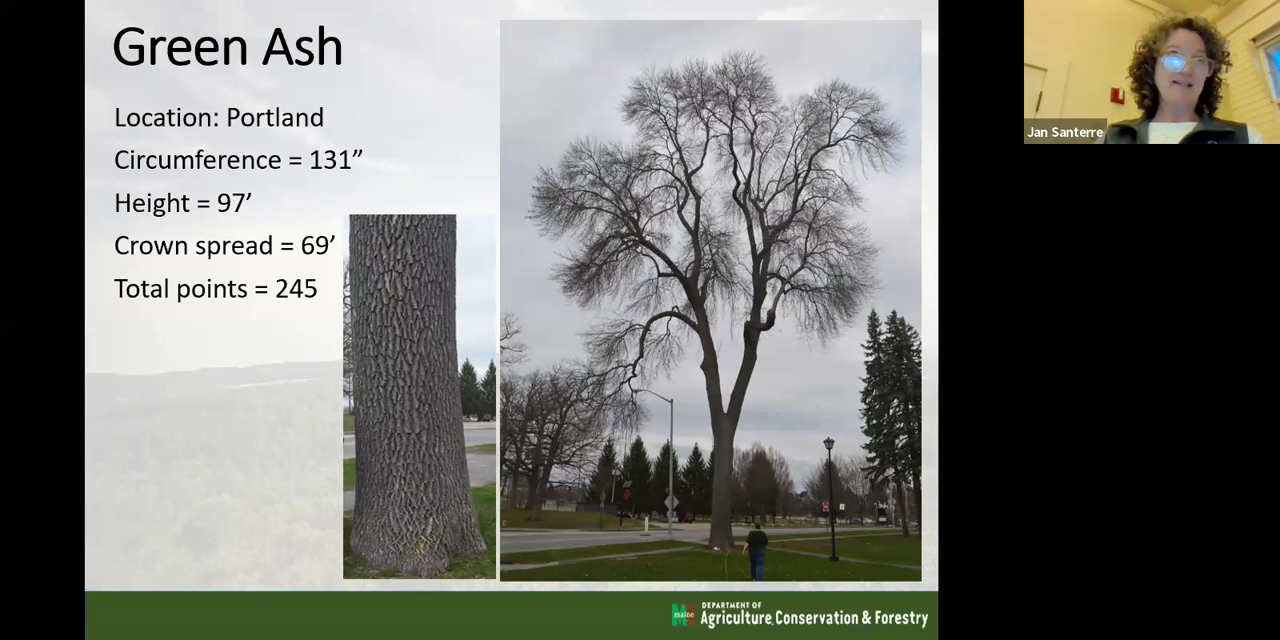 Green Ash
Location: Portland
Circumference = 131”
Height = 97’
Crown spread = 69’
Total points = 245
Jan Santerre
maine
DEPARTMENT OF
Agriculture, Conservation & Forestry